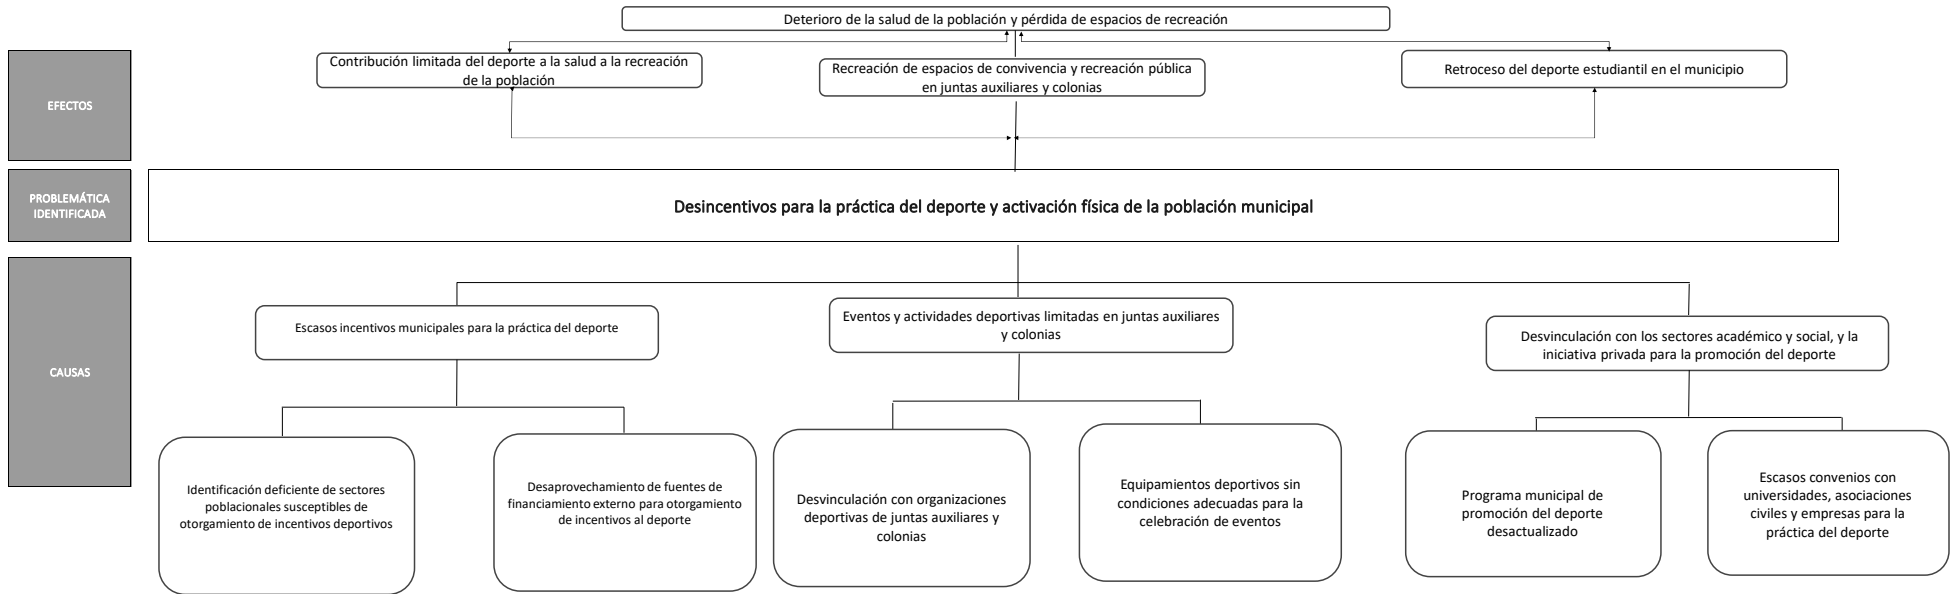 Deterioro de la salud de la población y pérdida de espacios de recreación
Contribución limitada del deporte a la salud a la recreación
de la población
Recreación de espacios de convivencia y recreación pública
en juntas auxiliares y colonias
Retroceso del deporte estudiantil en el municipio
EFECTOS
PROBLEMÁTICA
IDENTIFICADA
Desincentivos para la práctica del deporte y activación física de la población municipal
CAUSAS
Escasos incentivos municipales para la práctica del deporte
Eventos y actividades deportivas limitadas en juntas auxiliares
y colonias
Desvinculación con los sectores académico y social, y la
iniciativa privada para la promoción del deporte
Identificación deficiente de sectores
poblacionales susceptibles de
otorgamiento de incentivos deportivos
Desaprovechamiento de fuentes de
financiamiento externo para otorgamiento
de incentivos al deporte
Desvinculación con organizaciones
deportivas de juntas auxiliares y
colonias
Equipamientos deportivos sin
condiciones adecuadas para la
celebración de eventos
Programa municipal de
promoción del deporte
desactualizado
Escasos convenios con
universidades, asociaciones
civiles y empresas para la
práctica del deporte